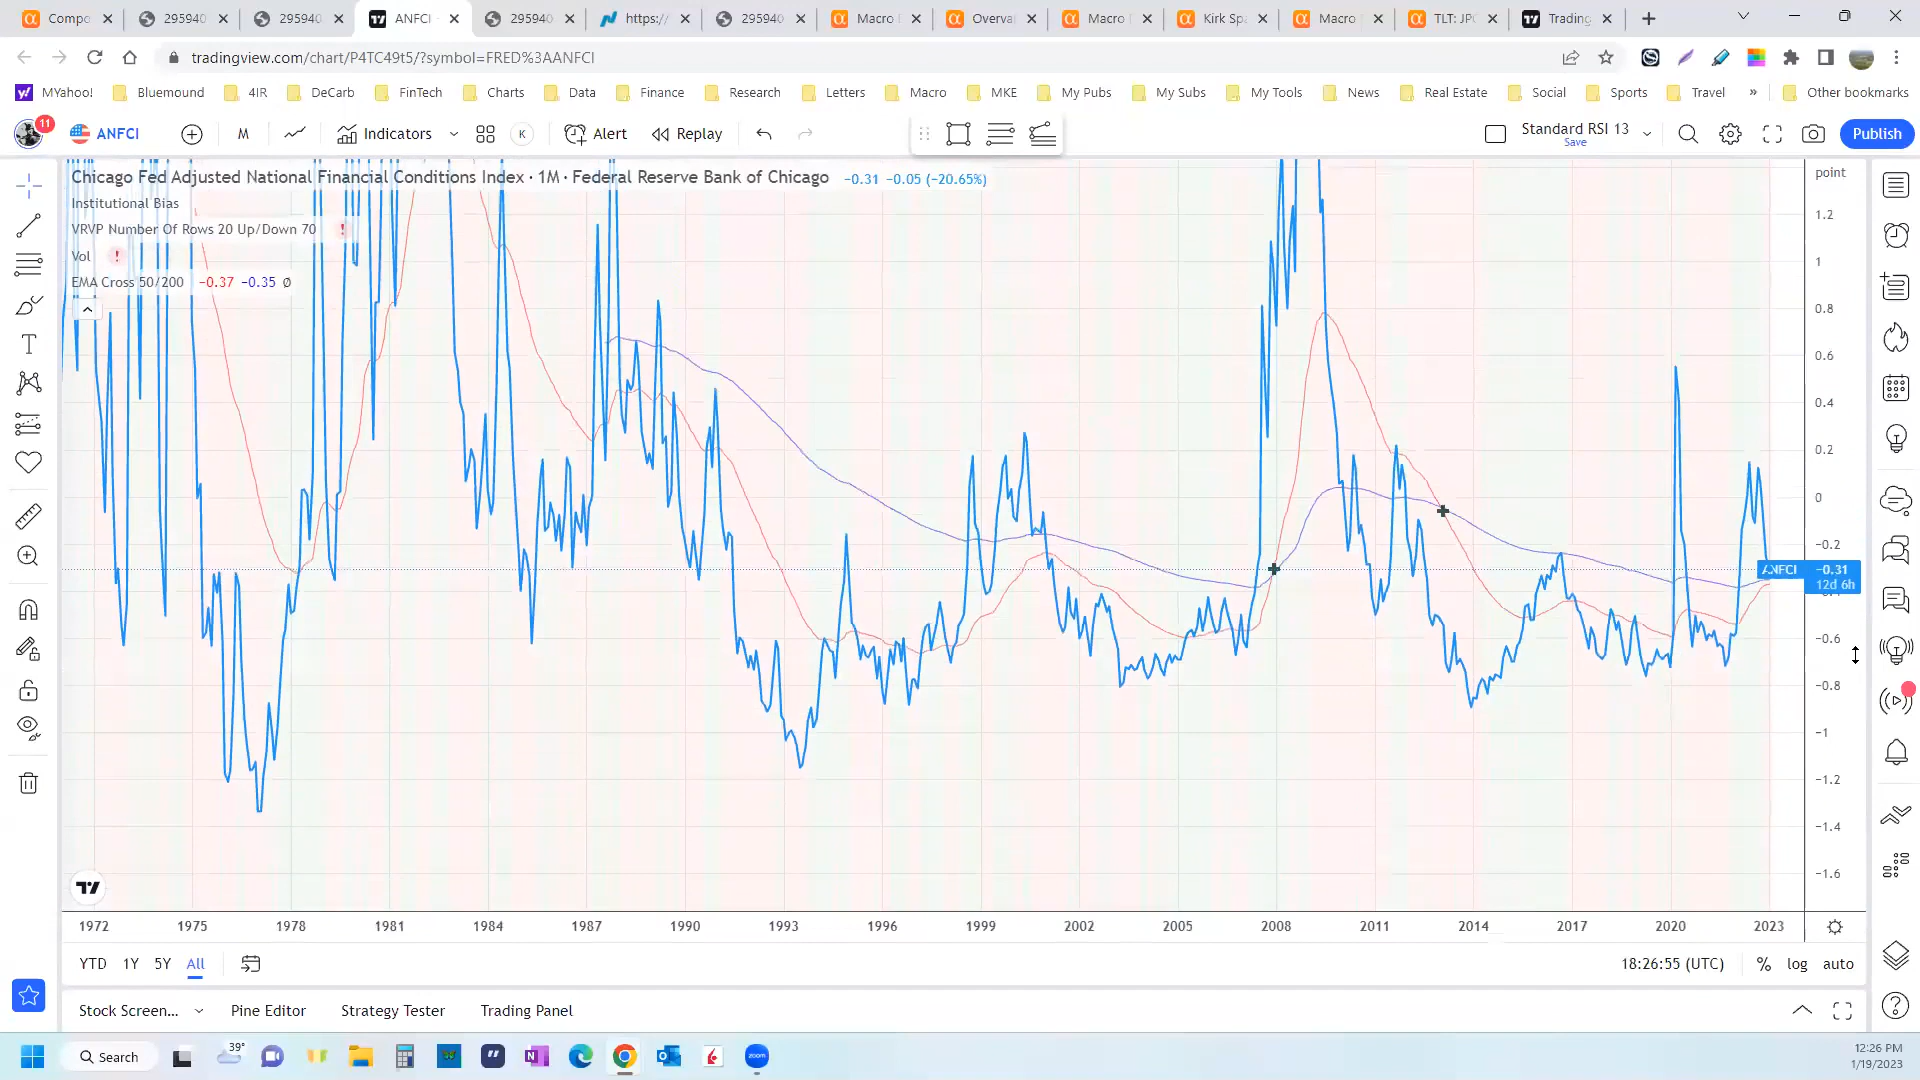 Compo
295940
295940
ANFCI
295940
https://
295940
Macro
Overva
Macro
Kirk Sp
Macro
TLT: JP
Trading
tradingview.com/chart/P4TC49t5/?symbol=FRED%3AANFCI
MYahoo! Bluemound 4IR DeCarb FinTech Charts Data Finance Research Letters Macro MKE My Pubs My Subs My Tools News Real Estate Social Sports Travel » Other bookmarks
11
ANFCI M Indicators K Alert Replay Standard RSI 13 Publish
Save
Chicago Fed Adjusted National Financial Conditions Index · 1M · Federal Reserve Bank of Chicago −0.31 −0.05 (−20.65%)
Institutional Bias
VRVP Number Of Rows 20 Up/Down 70 !
Vol !
EMA Cross 50/200 −0.37 −0.35 Ø
point
1.2
1
0.8
0.6
0.4
0.2
0
−0.2
ANFCI −0.31
12d 6h
−0.6
−0.8
−1
−1.2
−1.4
−1.6
1972 1975 1978 1981 1984 1987 1990 1993 1996 1999 2002 2005 2008 2011 2014 2017 2020 2023
YTD 1Y 5Y All 18:26:55 (UTC) % log auto
Stock Screen... Pine Editor Strategy Tester Trading Panel
Search
39°
zoom
12:26 PM
1/19/2023